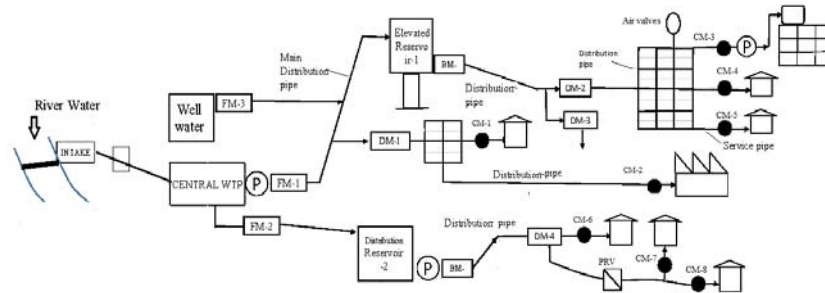 Air valves
CM-3
P
Elevated
Reservo
ir-1
BM-
Distribution
pipe
CM-4
Main
Distribution
pipe
DM-2
Distribution
pipe
River Water
FM-3
Well
water
CM-1
DM-3
CM-5
Service pipe
INTAKE
DM-1
CENTRAL WTP
P
FM-1
Distribution-pipe
CM-2
FM-2
Distribution
Reservoir
-2
P
BM-
Distribution pipe
DM-4
CM-6
PRV
CM-7
CM-8